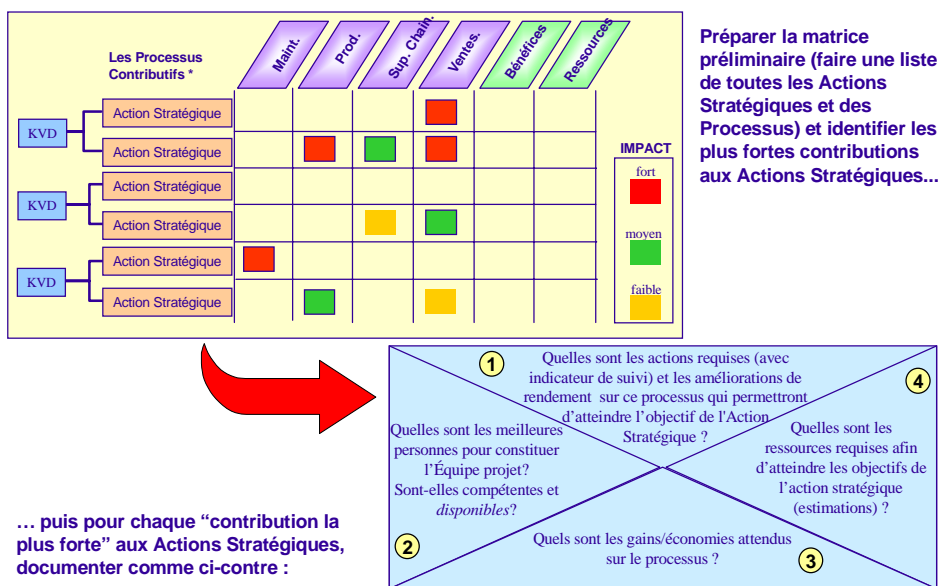 Les Processus
Contributifs *
Maint.
Prod.
Sup. Chain.
Ventes.
Bénéfices
Ressources
KVD
Action Stratégique
Action Stratégique
KVD
Action Stratégique
Action Stratégique
KVD
Action Stratégique
Action Stratégique
IMPACT
fort
moyen
faible
Préparer la matrice
préliminaire (faire une liste
de toutes les Actions
Stratégiques et des
Processus) et identifier les
plus fortes contributions
aux Actions Stratégiques...
1
Quelles sont les actions requises (avec
indicateur de suivi) et les améliorations de
rendement sur ce processus qui permettront
d’atteindre l’objectif de l'Action
Stratégique ?
Quelles sont les meilleures
personnes pour constituer
l’Équipe projet?
Sont-elles compétentes et
disponibles?
2
Quels sont les gains/économies attendus
sur le processus ?
3
4
Quelles sont les
ressources requises afin
d’atteindre les objectifs de
l’action stratégique
(estimations) ?
… puis pour chaque “contribution la
plus forte” aux Actions Stratégiques,
documenter comme ci-contre :